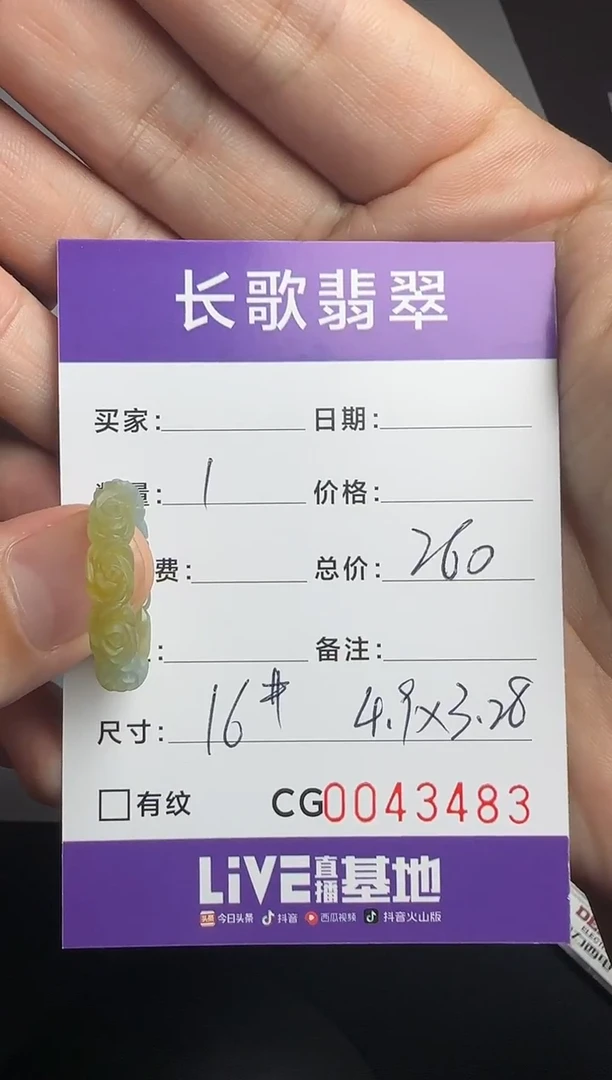 长歌翡翠
买家: 日期:
量: 1 价格:
费: 总价: 260
: 备注:
尺寸: 16# 4.9×3.28
有纹 CG0043483
LiVE直播基地
今日头条 抖音 西瓜视频 抖音火山版